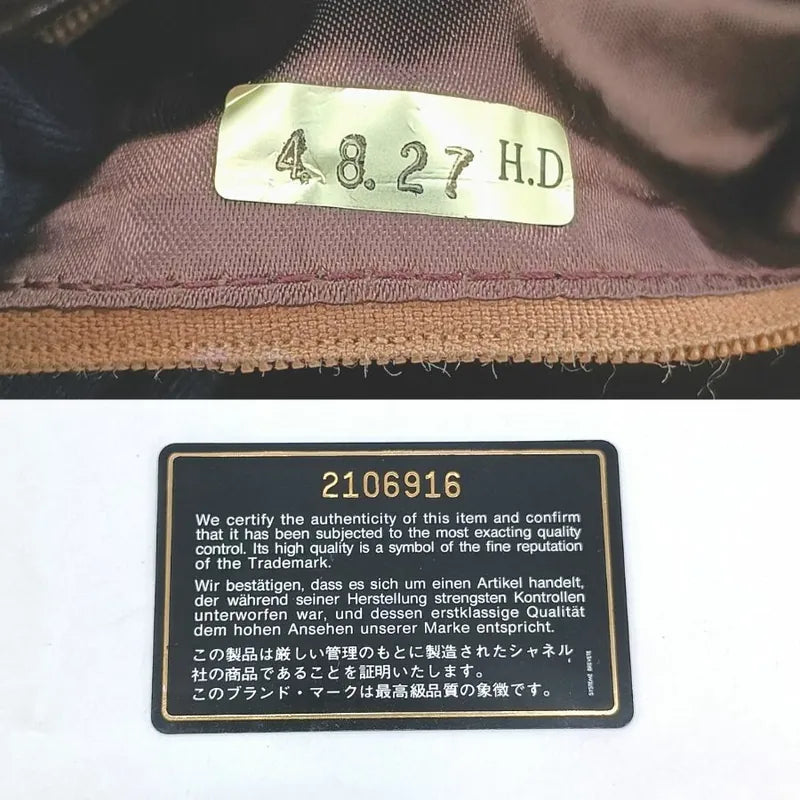 4. 8. 27 H.D
2106916
We certify the authenticity of this item and confirm
that it has been subjected to the most exacting quality
control. Its high quality is a symbol of the fine reputation
of the Trademark.
Wir bestätigen, dass es sich um einen Artikel handelt,
der während seiner Herstellung strengsten Kontrollen
unterworfen war, und dessen erstklassige Qualität
dem hohen Ansehen unserer Marke entspricht.
この製品は厳しい管理のもとに製造されたシャネル
社の商品であることを証明いたします。
このブランド・マークは最高級品質の象徴です。
SYSTEME BREVETE